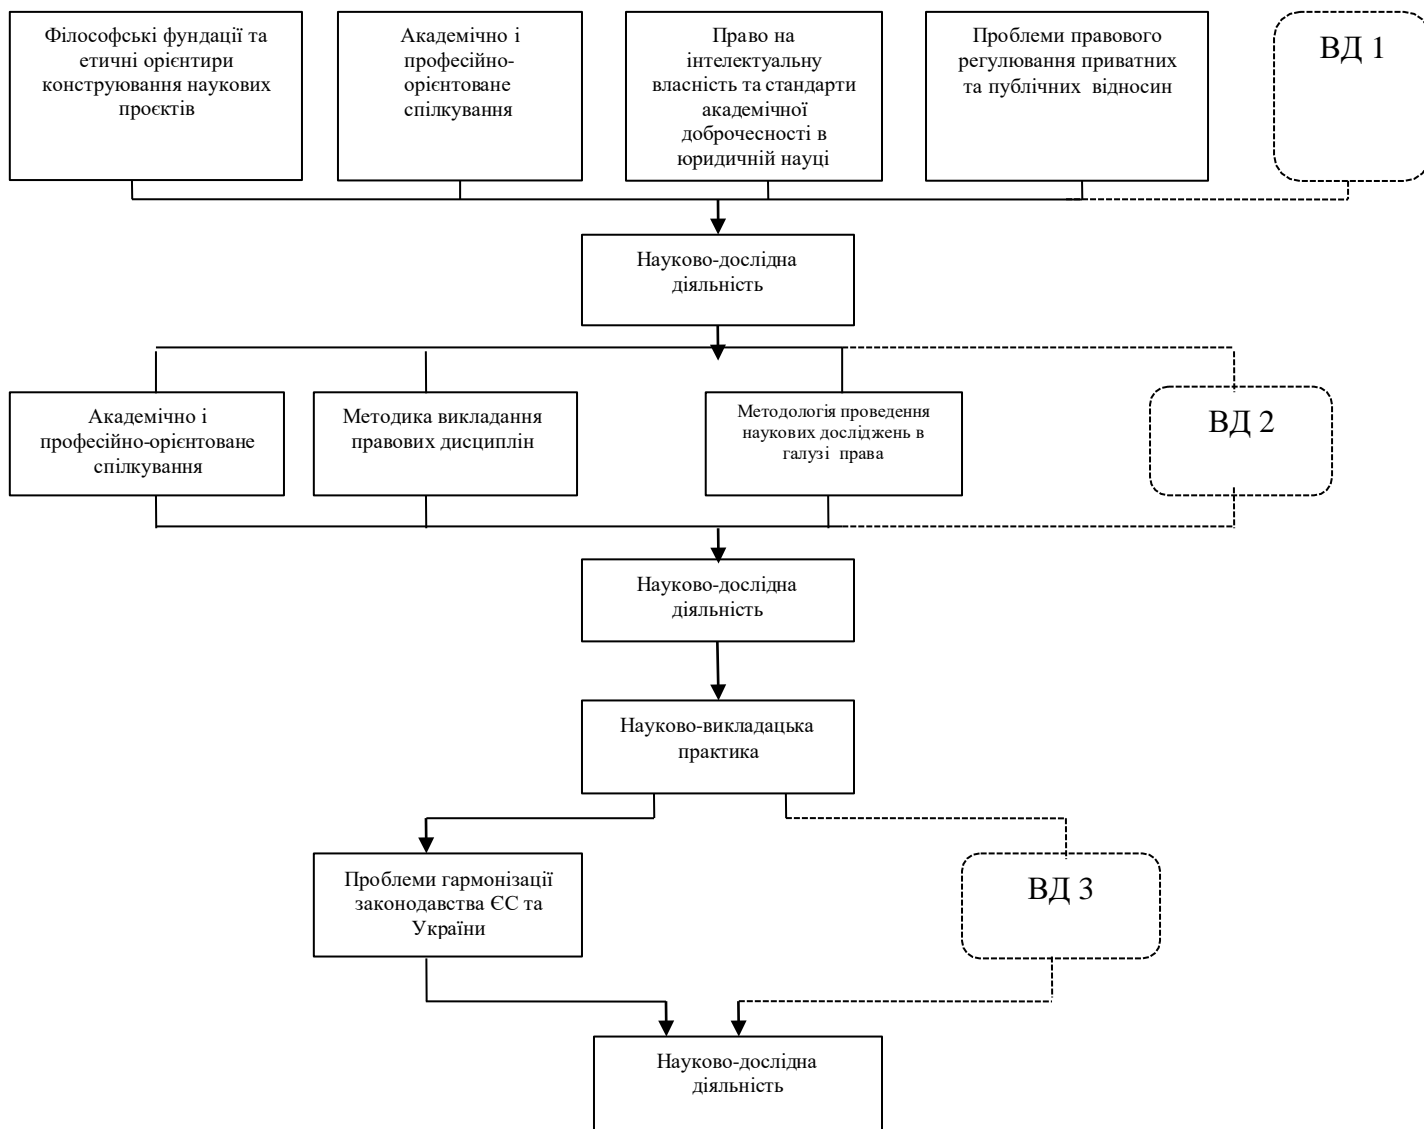 Філософські фундації та
етичні орієнтири
конструювання наукових
проєктів
Академічно і
професійно-
орієнтоване
спілкування
Право на
інтелектуальну
власність та стандарти
академічної
доброчесності в
юридичній науці
Проблеми правового
регулювання приватних
та публічних відносин
ВД 1
Науково-дослідна
діяльність
Академічно і
професійно-орієнтоване
спілкування
Методика викладання
правових дисциплін
Методологія проведення
наукових досліджень в
галузі права
ВД 2
Науково-дослідна
діяльність
Науково-викладацька
практика
Проблеми гармонізації
законодавства ЄС та
України
ВД 3
Науково-дослідна
діяльність